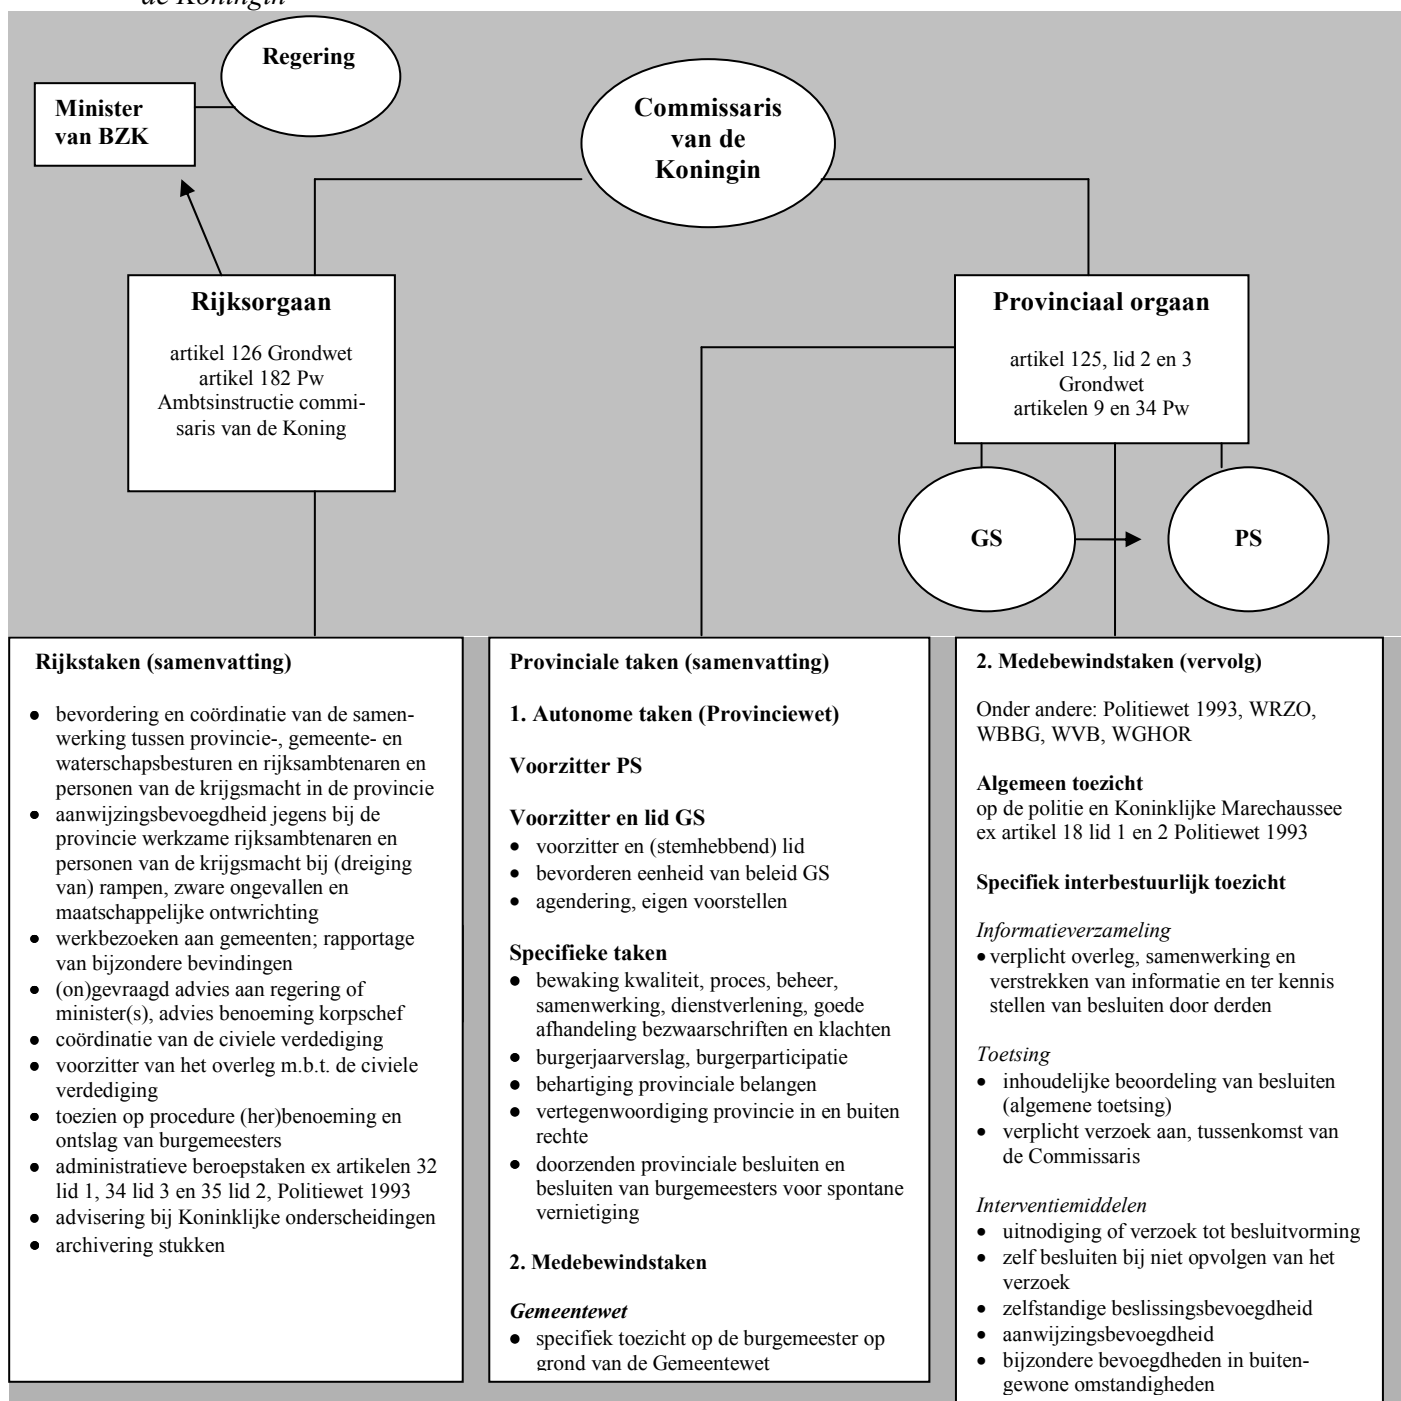 de Koningin
Regering
Minister
van BZK
Commissaris
van de
Koningin
Rijksorgaan
artikel 126 Grondwet
artikel 182 Pw
Ambtsinstructie commi-
saris van de Koning
Provinciaal orgaan
artikel 125, lid 2 en 3
Grondwet
artikelen 9 en 34 Pw
GS
PS
Rijkstaken (samenvatting)
● bevordering en coördinatie van de samen-
werking tussen provincie-, gemeente- en
waterschapsbesturen en rijksambtenaren en
personen van de krijgsmacht in de provincie
● aanwijzingsbevoegdheid jegens bij de
provincie werkzame rijksambtenaren en
personen van de krijgsmacht bij (dreiging
van) rampen, zware ongevallen en
maatschappelijke ontwrichting
● werkbezoeken aan gemeenten; rapportage
van bijzondere bevindingen
● (on)gevraagd advies aan regering of
minister(s), advies benoeming korpschef
● coördinatie van de civiele verdediging
● voorzitter van het overleg m.b.t. de civiele
verdediging
● toezien op procedure (her)benoeming en
ontslag van burgemeesters
● administratieve beroepstaken ex artikelen 32
lid 1, 34 lid 3 en 35 lid 2, Politiewet 1993
● advisering bij Koninklijke onderscheidingen
● archivering stukken
Provinciale taken (samenvatting)
1. Autonome taken (Provinciewet)
Voorzitter PS
Voorzitter en lid GS
● voorzitter en (stemhebbend) lid
● bevorderen eenheid van beleid GS
● agendering, eigen voorstellen
Specifieke taken
● bewaking kwaliteit, proces, beheer,
samenwerking, dienstverlening, goede
afhandeling bezwaarschriften en klachten
● burgerjaarverslag, burgerparticipatie
● behartiging provinciale belangen
● vertegenwoordiging provincie in en buiten
rechte
● doorzenden provinciale besluiten en
besluiten van burgemeesters voor spontane
vernietiging
2. Medebewindstaken
Gemeentewet
● specifiek toezicht op de burgemeester op
grond van de Gemeentewet
2. Medebewindstaken (vervolg)
Onder andere: Politiewet 1993, WRZO,
WBBG, WVB, WGHOR
Algemeen toezicht
op de politie en Koninklijke Marechaussee
ex artikel 18 lid 1 en 2 Politiewet 1993
Specifiek interbestuurlijk toezicht
Informatieverzameling
● verplicht overleg, samenwerking en
verstrekken van informatie en ter kennis
stellen van besluiten door derden
Toetsing
● inhoudelijke beoordeling van besluiten
(algemene toetsing)
● verplicht verzoek aan, tussenkomst van
de Commissaris
Interventiemiddelen
● uitnodiging of verzoek tot besluitvorming
● zelf besluiten bij niet opvolgen van het
verzoek
● zelfstandige beslissingsbevoegdheid
● aanwijzingsbevoegdheid
● bijzondere bevoegdheden in buiten-
gewone omstandigheden